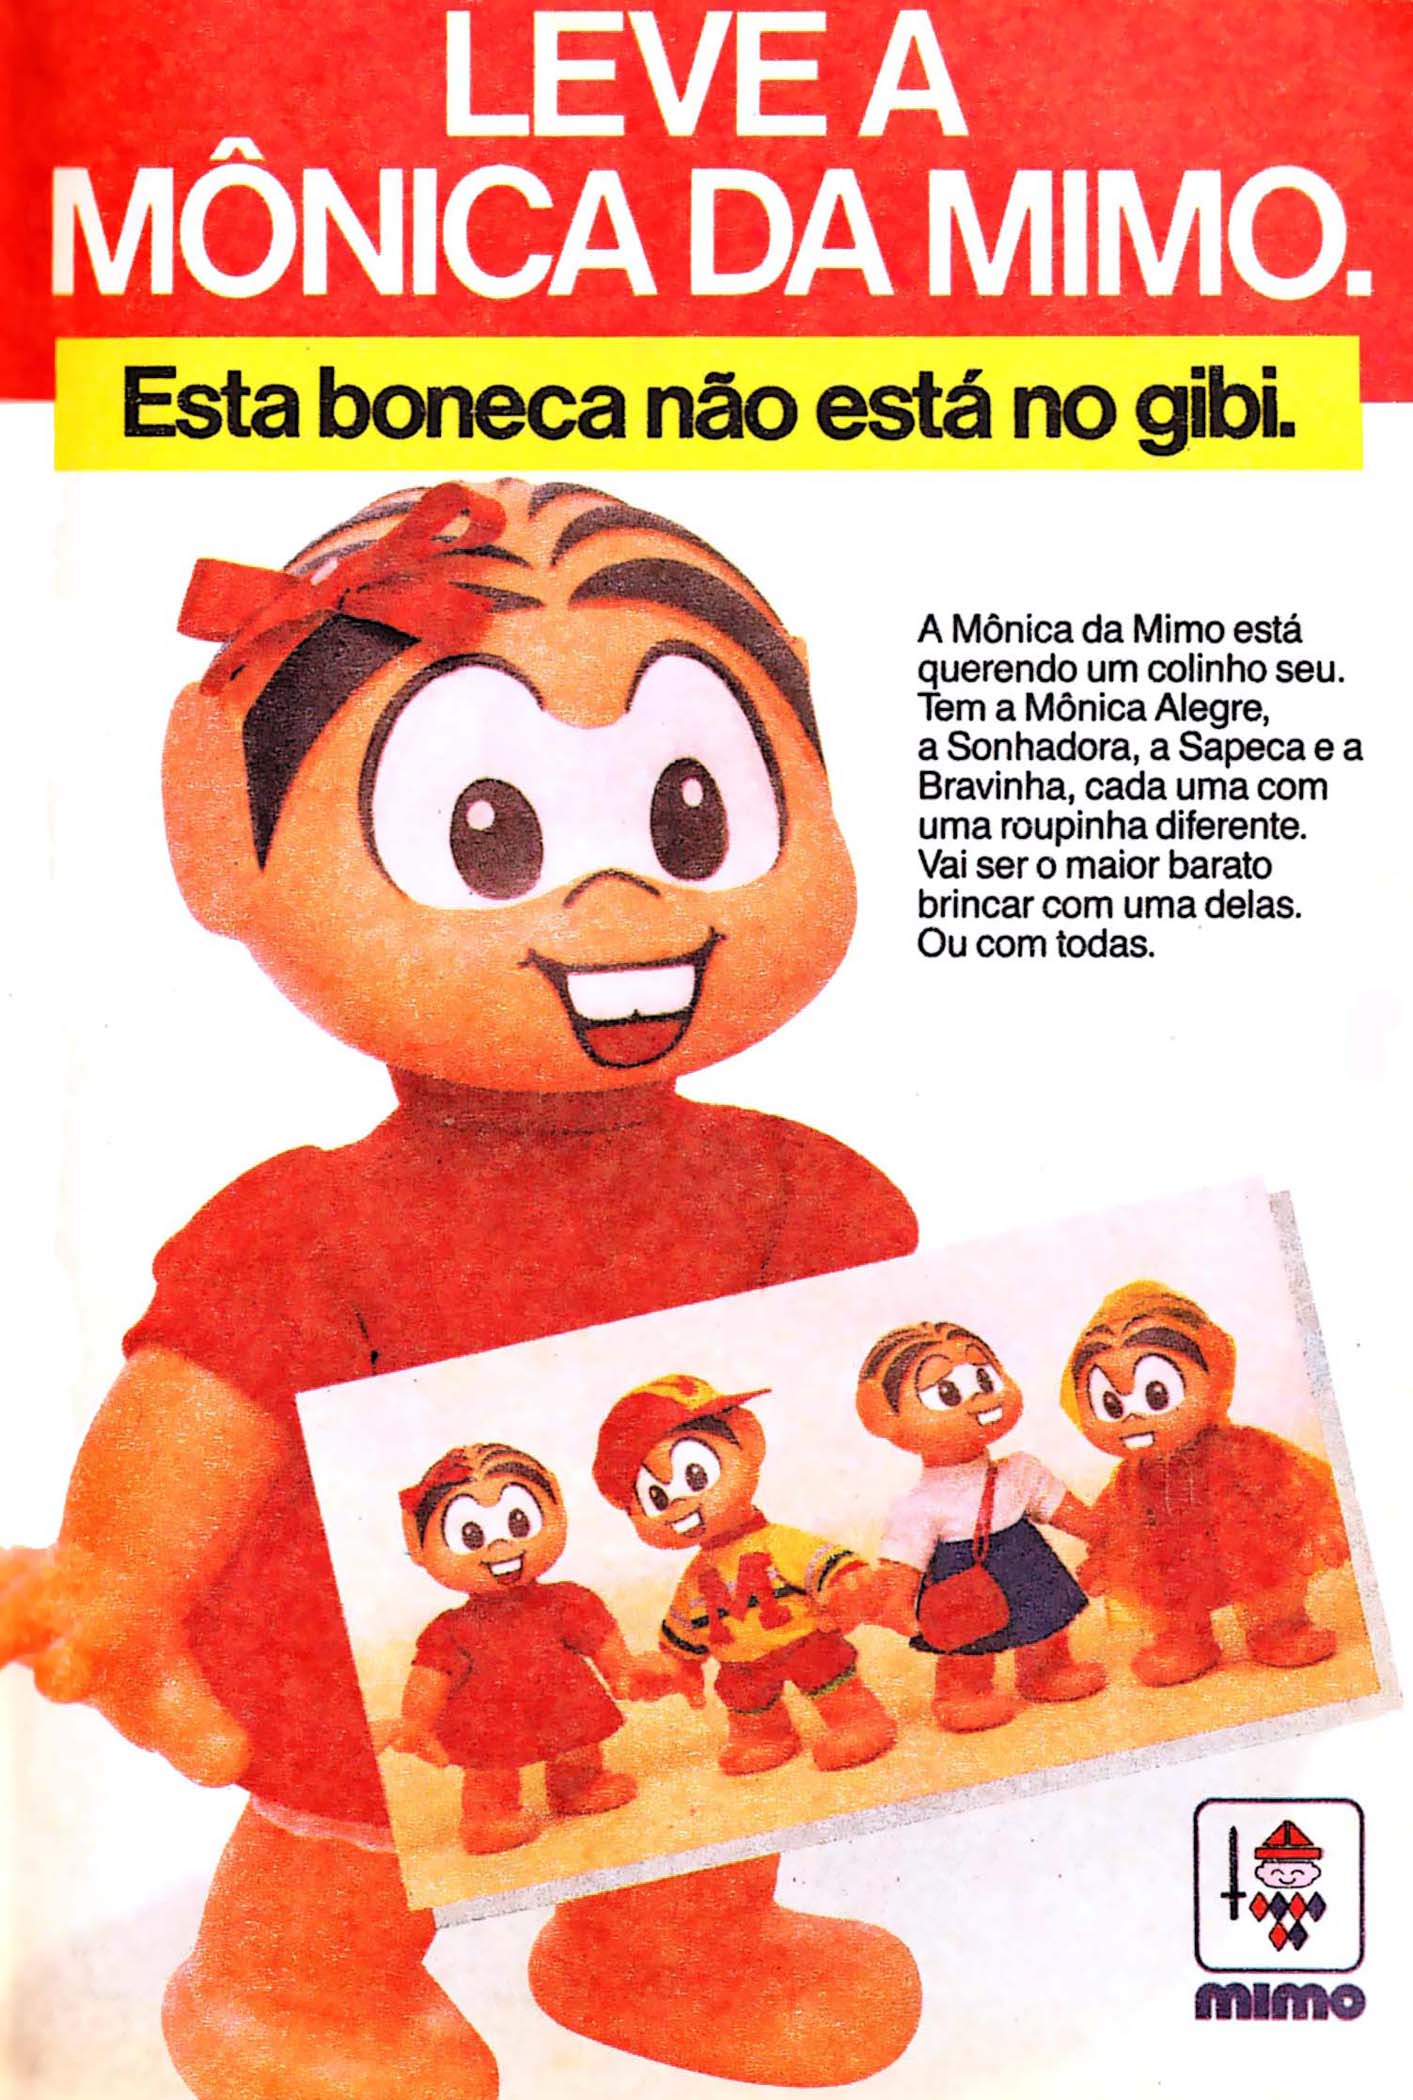 LEVE A
MÔNICA DA MIMO.
Esta boneca não está no gibi.
A Mônica da Mimo está
querendo um colinho seu.
Tem a Mônica Alegre,
a Sonhadora, a Sapeca e a
Bravinha, cada uma com
uma roupinha diferente.
Vai ser o maior barato
brincar com uma delas.
Ou com todas.
M
mimo